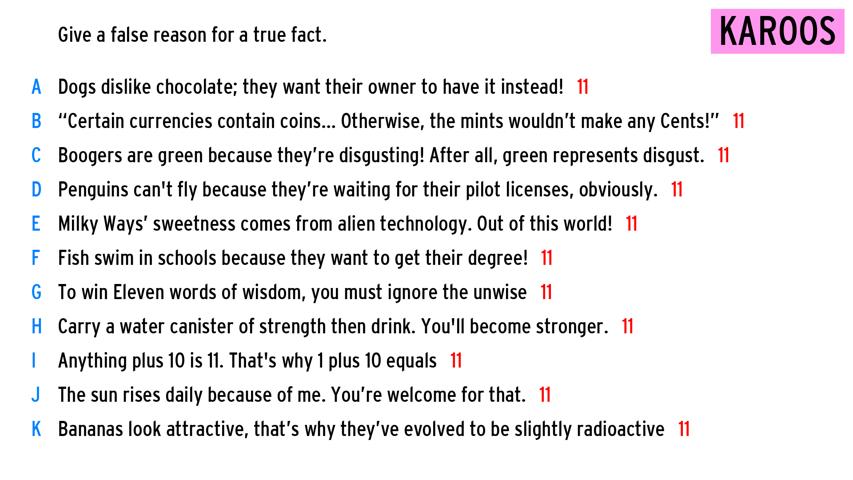 Give a false reason for a true fact.
KAROOS
A Dogs dislike chocolate; they want their owner to have it instead! 11
B “Certain currencies contain coins... Otherwise, the mints wouldn’t make any Cents!” 11
C Boogers are green because they’re disgusting! After all, green represents disgust. 11
D Penguins can't fly because they’re waiting for their pilot licenses, obviously. 11
E Milky Ways’ sweetness comes from alien technology. Out of this world! 11
F Fish swim in schools because they want to get their degree! 11
G To win Eleven words of wisdom, you must ignore the unwise 11
H Carry a water canister of strength then drink. You'll become stronger. 11
I Anything plus 10 is 11. That's why 1 plus 10 equals 11
J The sun rises daily because of me. You’re welcome for that. 11
K Bananas look attractive, that’s why they’ve evolved to be slightly radioactive 11